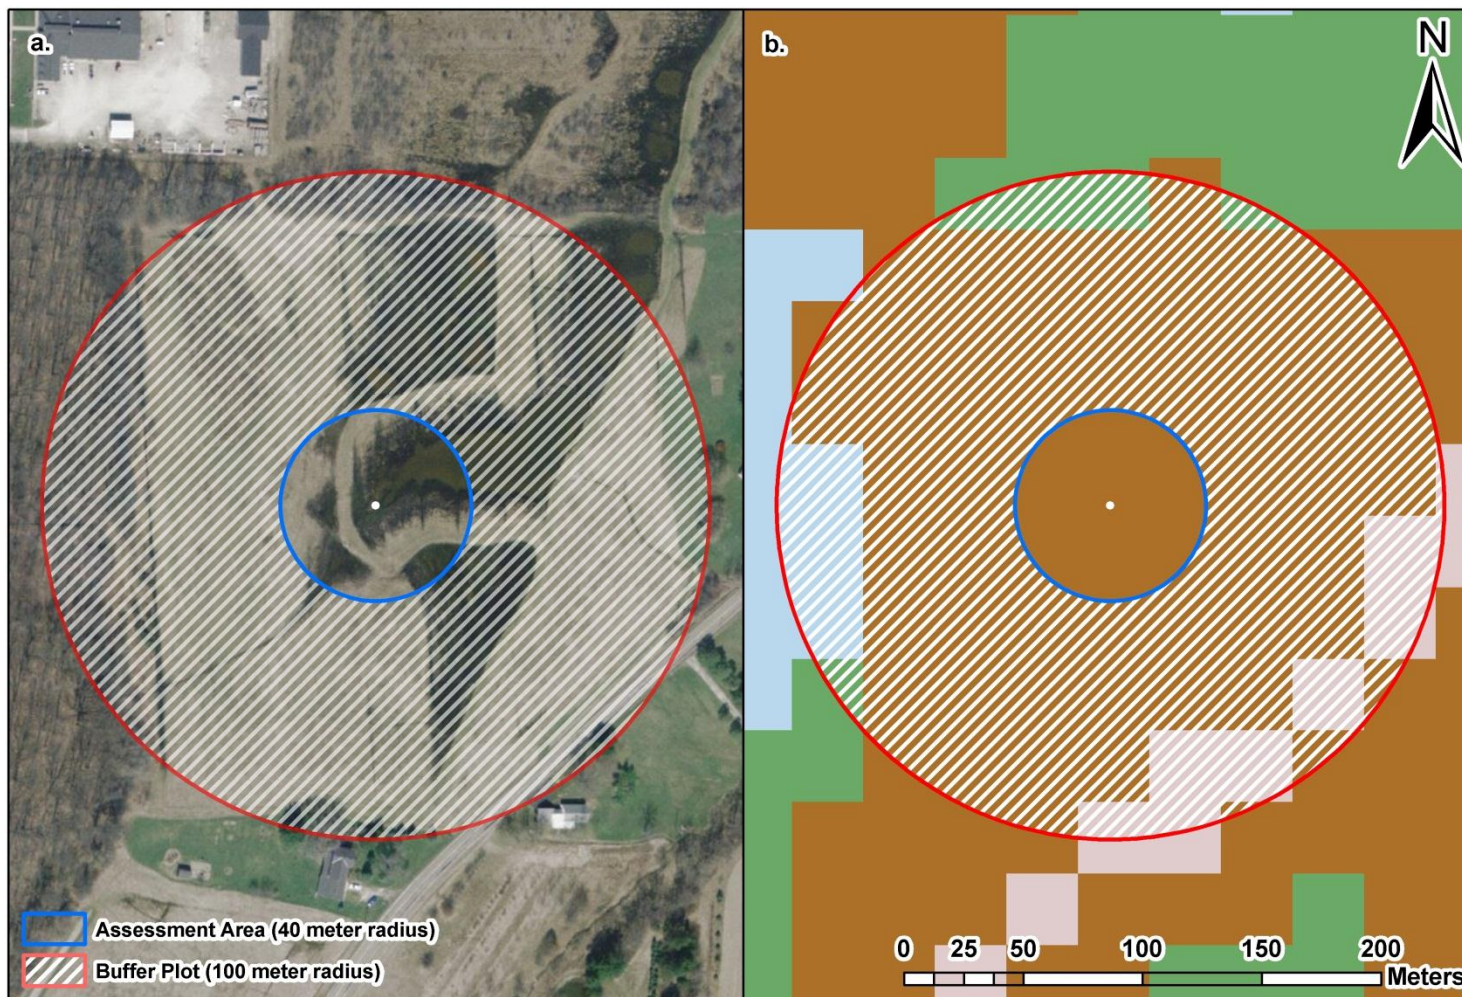 a.
b.
N
Assessment Area (40 meter radius)
Buffer Plot (100 meter radius)
0 25 50 100 150 200
Meters